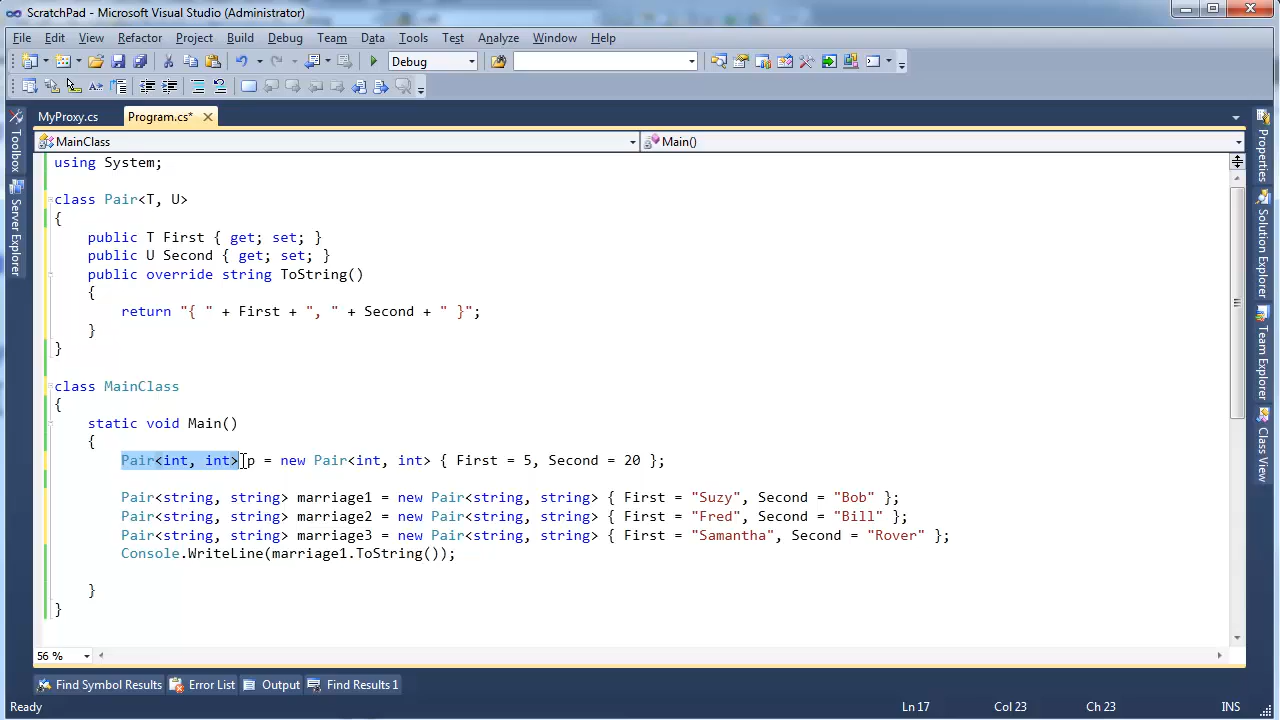 ScratchPad - Microsoft Visual Studio (Administrator)
File Edit View Refactor Project Build Debug Team Data Tools Test Analyze Window Help
Debug
MyProxy.cs Program.cs*
MainClass Main()
Toolbox
Server Explorer
using System;
class Pair<T, U>
{
public T First { get; set; }
public U Second { get; set; }
public override string ToString()
{
return "{ " + First + ", " + Second + " }";
}
}
class MainClass
{
static void Main()
{
Pair<int, int> p = new Pair<int, int> { First = 5, Second = 20 };
Pair<string, string> marriage1 = new Pair<string, string> { First = "Suzy", Second = "Bob" };
Pair<string, string> marriage2 = new Pair<string, string> { First = "Fred", Second = "Bill" };
Pair<string, string> marriage3 = new Pair<string, string> { First = "Samantha", Second = "Rover" };
Console.WriteLine(marriage1.ToString());
}
}
Properties
Solution Explorer
Team Explorer
Class View
56 %
Find Symbol Results Error List Output Find Results 1
Ready Ln 17 Col 23 Ch 23 INS